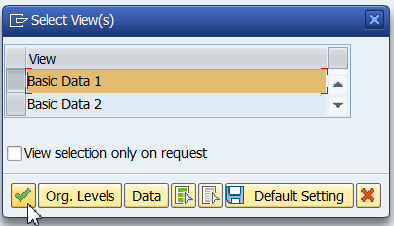 Select View(s)
View
Basic Data 1
Basic Data 2
View selection only on request
Org. Levels Data Default Setting